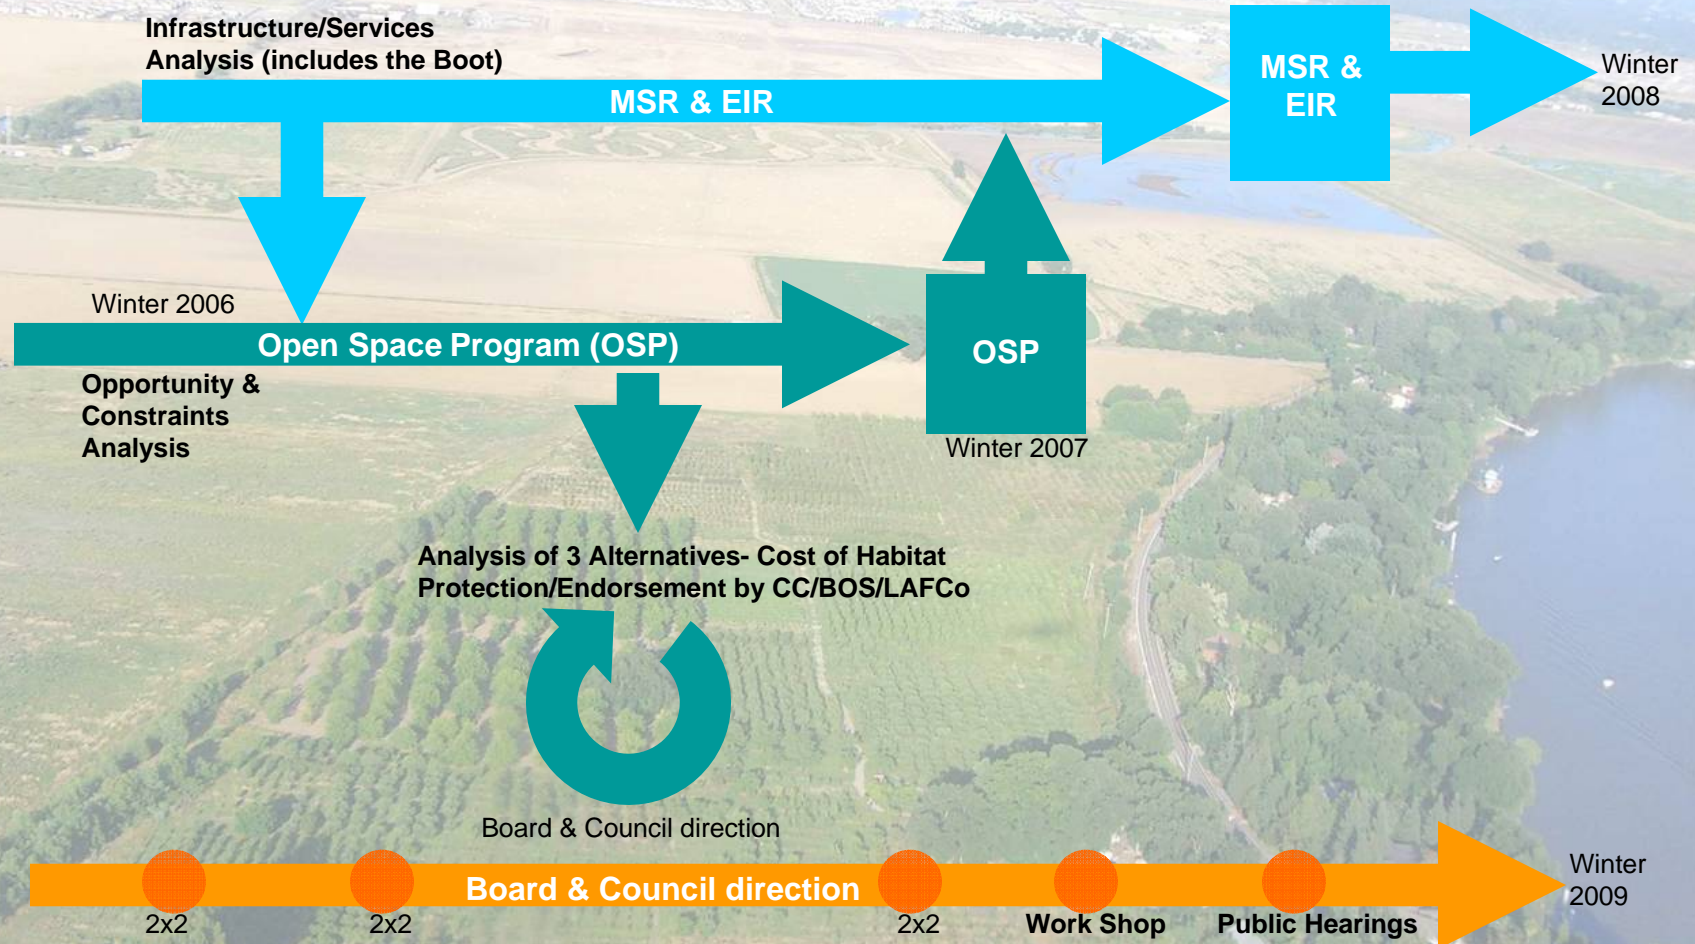 Infrastructure/Services
Analysis (includes the Boot)
MSR & EIR
MSR &
EIR
Winter
2008
Winter 2006
Open Space Program (OSP)
OSP
Opportunity &
Constraints
Analysis
Winter 2007
Analysis of 3 Alternatives- Cost of Habitat
Protection/Endorsement by CC/BOS/LAFCo
Board & Council direction
Board & Council direction
Winter
2009
2x2
2x2
2x2
Work Shop
Public Hearings